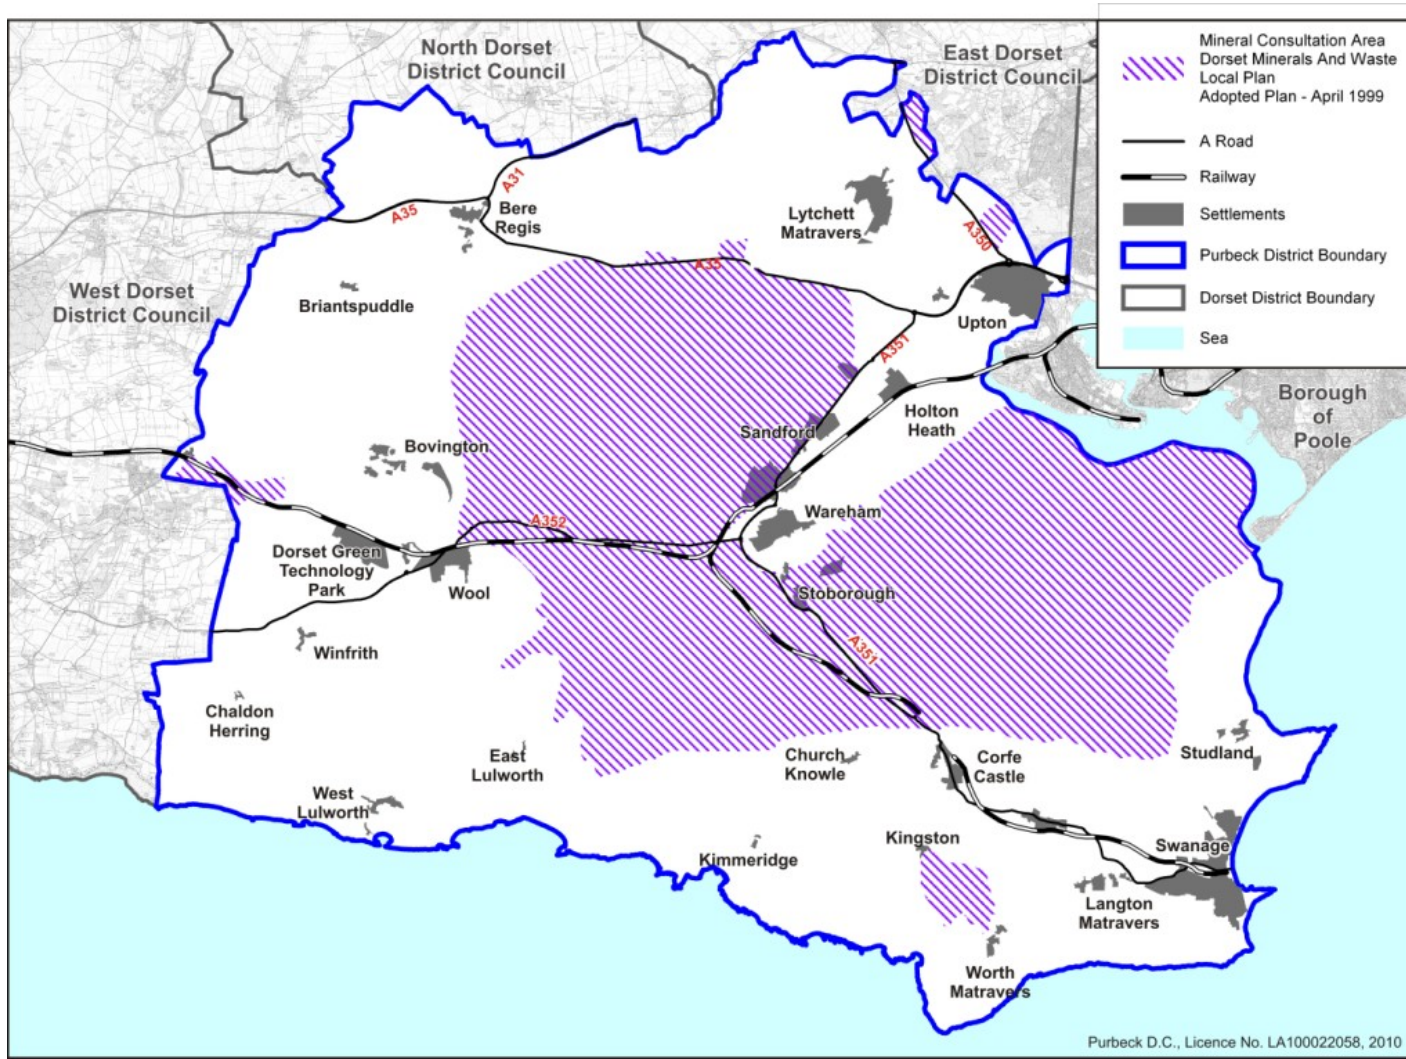 North Dorset
District Council
East Dorset
District Council
Mineral Consultation Area
Dorset Minerals And Waste
Local Plan
Adopted Plan - April 1999
A Road
Railway
Settlements
Purbeck District Boundary
Dorset District Boundary
Sea
A31
A35
Bere
Regis
Lytchett
Matravers
A350
A35
West Dorset
District Council
Briantspuddle
Upton
A351
Borough
of
Poole
Holton
Heath
Sandford
Bovington
Wareham
A352
Dorset Green
Technology
Park
Wool
Stoborough
Winfrith
A351
Chaldon
Herring
East
Lulworth
Church
Knowle
Corfe
Castle
Studland
West
Lulworth
Kimmeridge
Kingston
Swanage
Langton
Matravers
Worth
Matravers
Purbeck D.C., Licence No. LA100022058, 2010